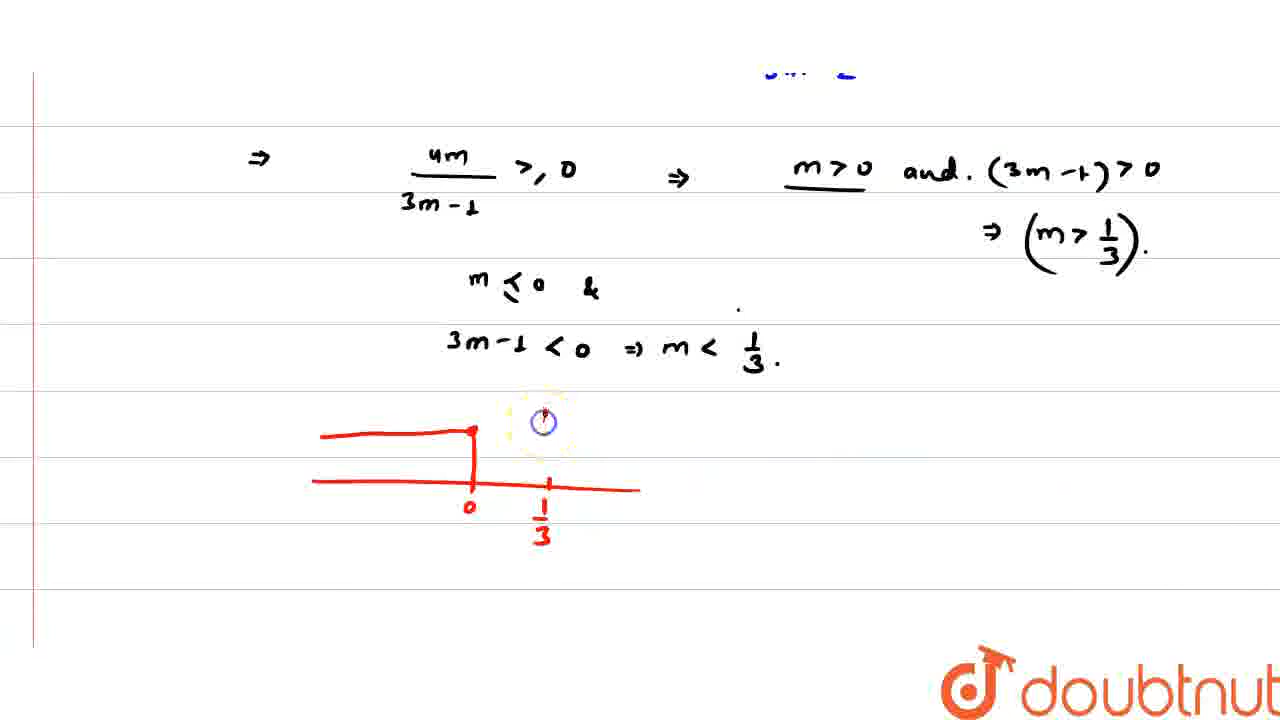 ⇒ 4m / 3m-1 >, 0 ⇒ m > 0 and. (3m-1) > 0
⇒ (m > 1/3).
m ≤ 0 &
3m-1 < 0 ⇒ m < 1/3.
0 1/3
doubtnut